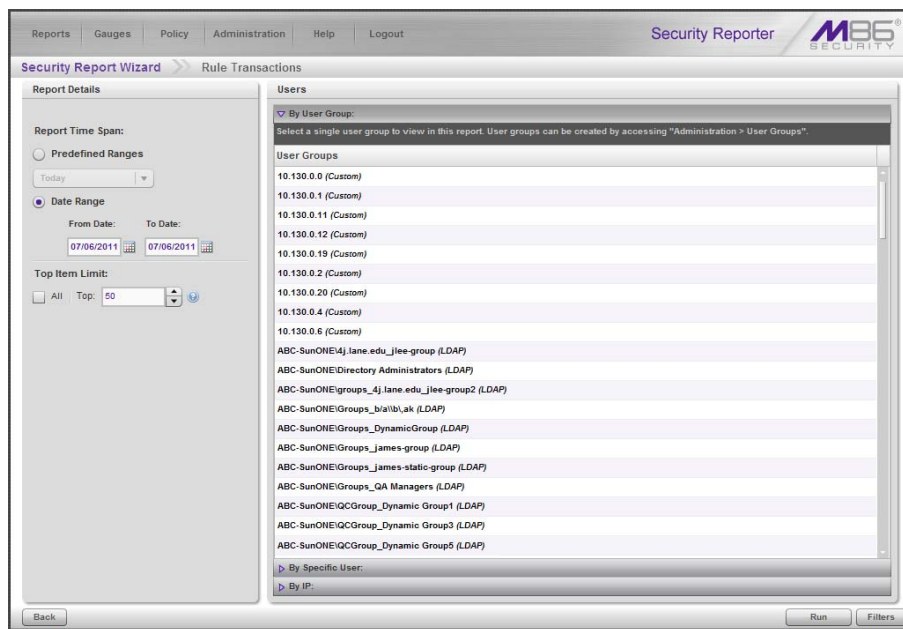 Reports Gauges Policy Administration Help Logout Security Reporter M86® SECURITY
Security Report Wizard Rule Transactions
Report Details
Report Time Span:
Predefined Ranges
Today
Date Range
From Date: To Date:
07/06/2011 07/06/2011
Top Item Limit:
All Top: 50
Users
By User Group:
Select a single user group to view in this report. User groups can be created by accessing "Administration > User Groups".
User Groups
10.130.0.0 (Custom)
10.130.0.1 (Custom)
10.130.0.11 (Custom)
10.130.0.12 (Custom)
10.130.0.19 (Custom)
10.130.0.2 (Custom)
10.130.0.20 (Custom)
10.130.0.4 (Custom)
10.130.0.6 (Custom)
ABC-SunONE\4j.lane.edu_jlee-group (LDAP)
ABC-SunONE\Directory Administrators (LDAP)
ABC-SunONE\groups_4j.lane.edu_jlee-group2 (LDAP)
ABC-SunONE\Groups_b/a\\b\,ak (LDAP)
ABC-SunONE\Groups_DynamicGroup (LDAP)
ABC-SunONE\Groups_james-group (LDAP)
ABC-SunONE\Groups_james-static-group (LDAP)
ABC-SunONE\Groups_QA Managers (LDAP)
ABC-SunONE\QCGroup_Dynamic Group1 (LDAP)
ABC-SunONE\QCGroup_Dynamic Group3 (LDAP)
ABC-SunONE\QCGroup_Dynamic Group5 (LDAP)
By Specific User:
By IP:
Back Run Filters